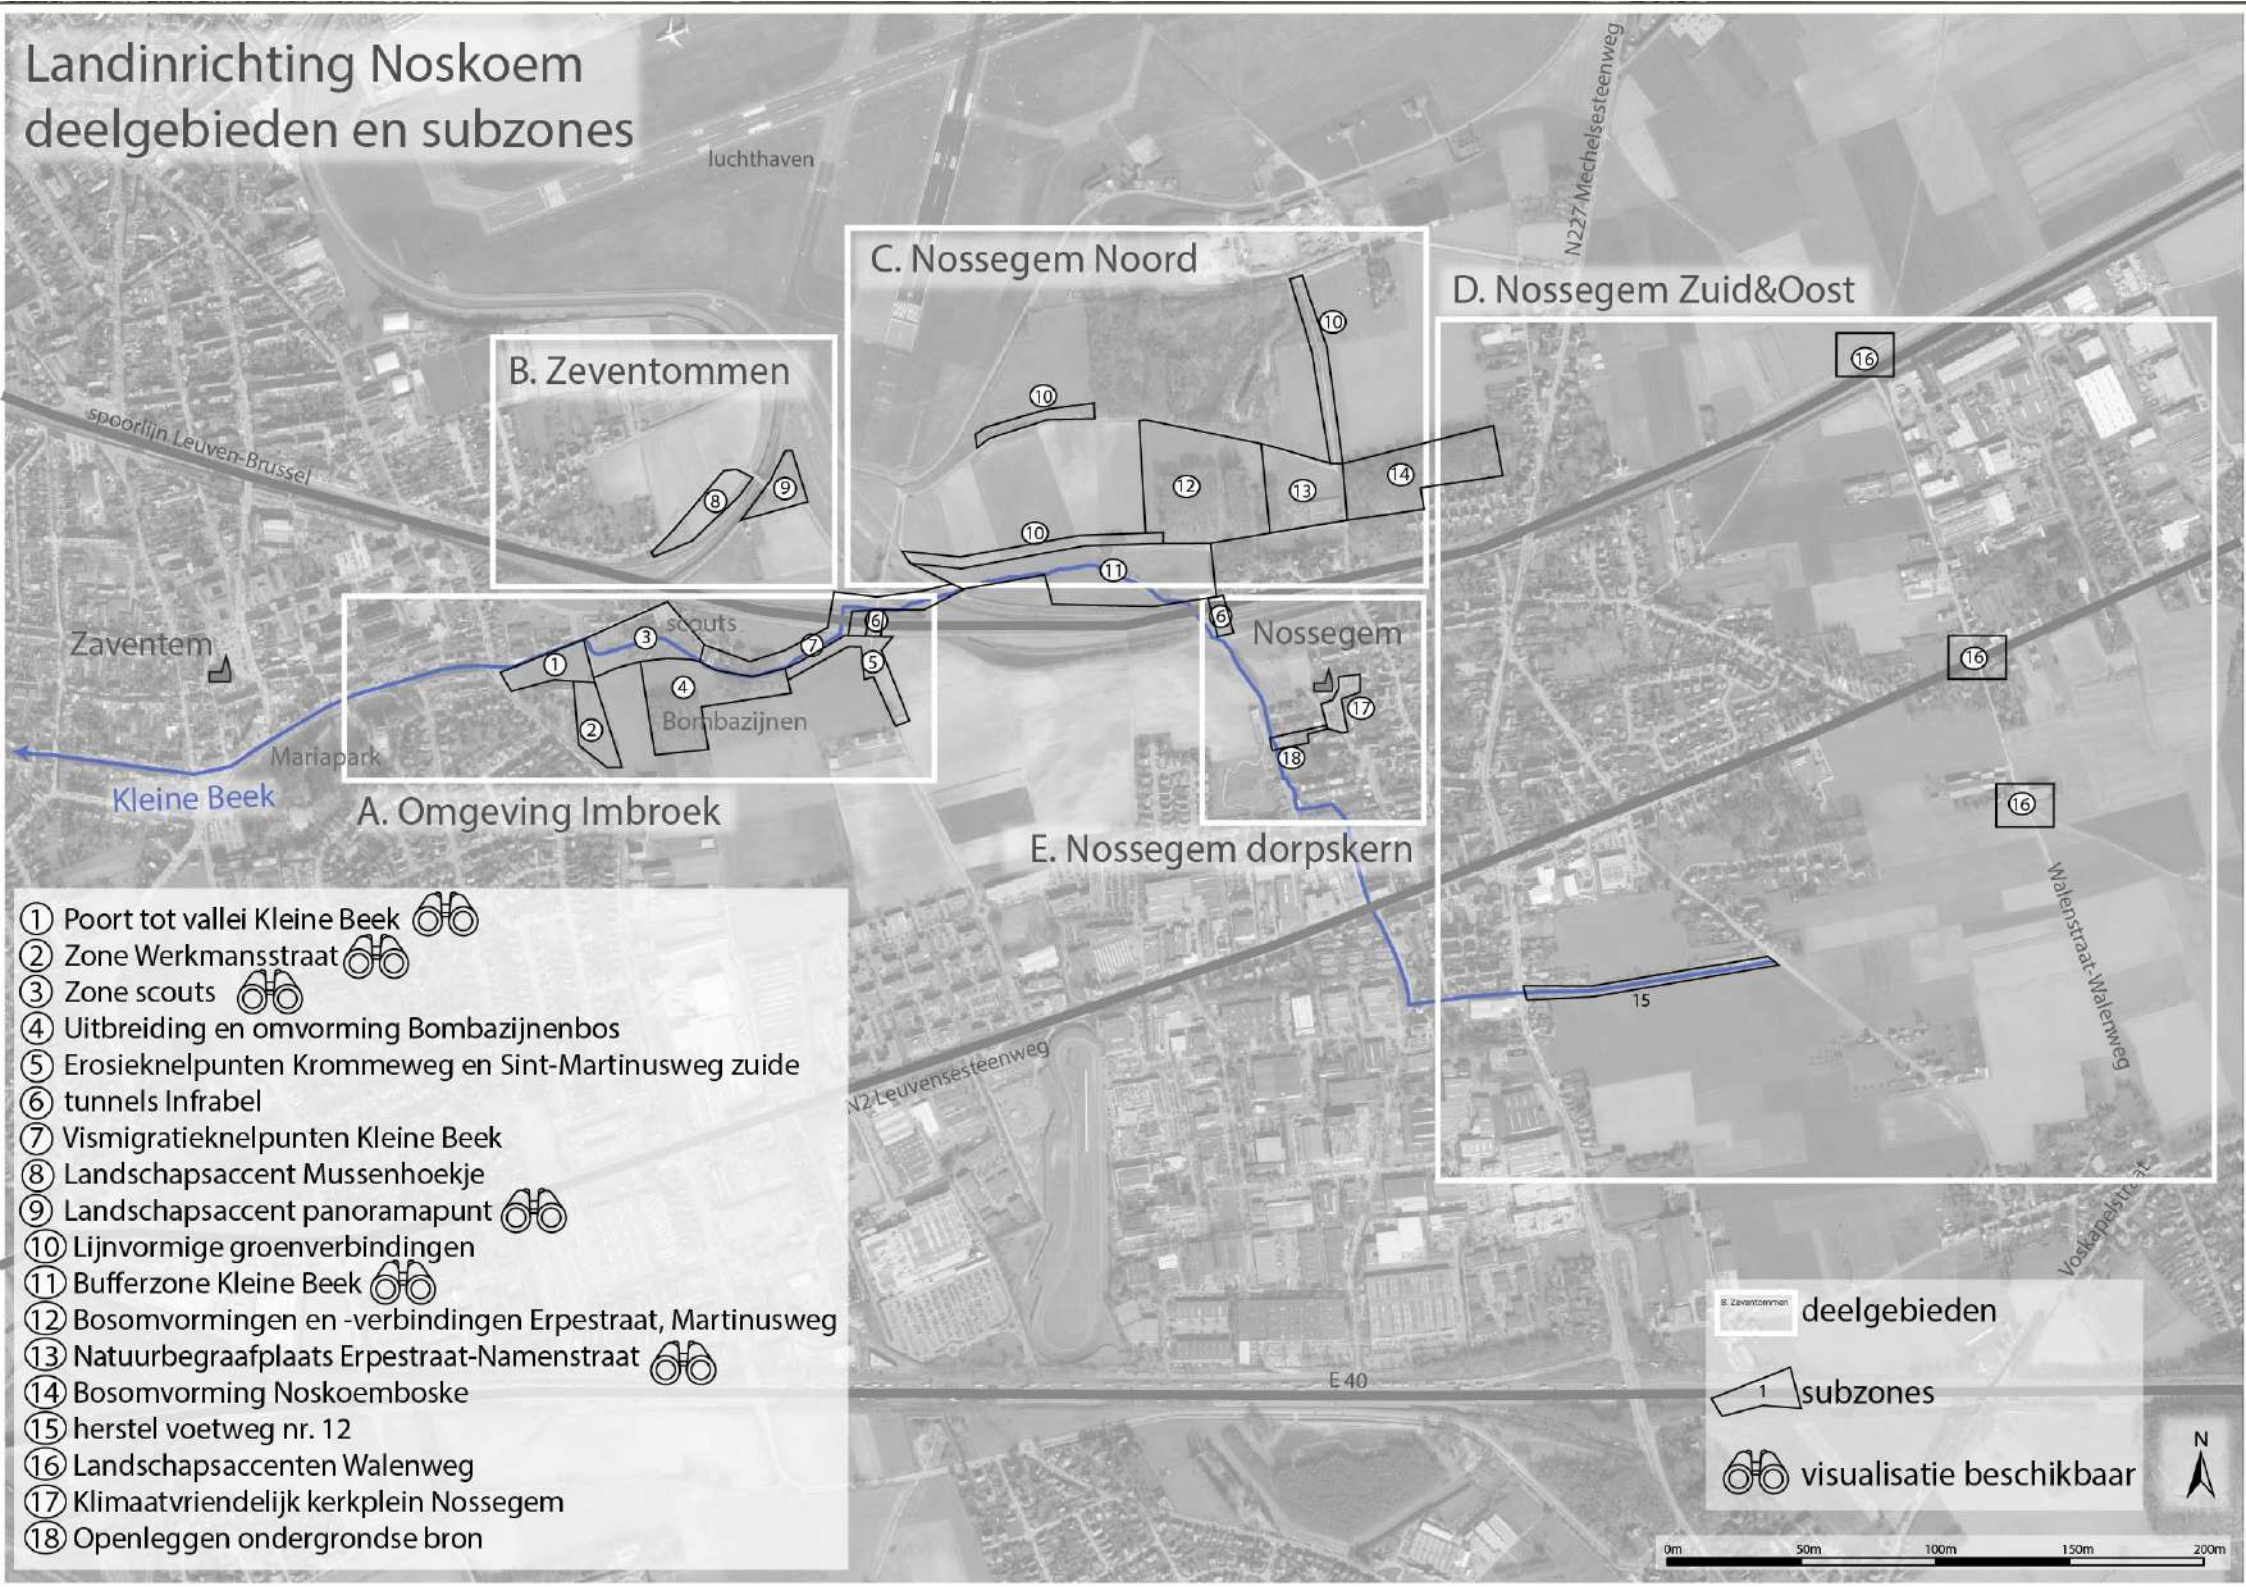 Landinrichting Noskoem
deelgebieden en subzones
luchthaven
N227 Mechelsesteenweg
C. Nossegem Noord
D. Nossegem Zuid&Oost
B. Zeventommen
spoorlijn Leuven-Brussel
10
16
10
8
9
12
13
14
10
11
Zaventem
scouts
3
7
6
6
Nossegem
1
5
16
4
2
Bombazijnen
17
18
Mariapark
Kleine Beek
A. Omgeving Imbroek
E. Nossegem dorpskern
16
Walenstraat-Walenweg
15
N2 Leuvensesteenweg
Voskapelstraat
E 40
1 Poort tot vallei Kleine Beek
2 Zone Werkmansstraat
3 Zone scouts
4 Uitbreiding en omvorming Bombazijnenbos
5 Erosieknelpunten Krommeweg en Sint-Martinusweg zuide
6 tunnels Infrabel
7 Vismigratieknelpunten Kleine Beek
8 Landschapsaccent Mussenhoekje
9 Landschapsaccent panoramapunt
10 Lijnvormige groenverbindingen
11 Bufferzone Kleine Beek
12 Bosomvormingen en -verbindingen Erpestraat, Martinusweg
13 Natuurbegraafplaats Erpestraat-Namenstraat
14 Bosomvorming Noskoemboske
15 herstel voetweg nr. 12
16 Landschapsaccenten Walenweg
17 Klimaatvriendelijk kerkplein Nossegem
18 Openleggen ondergrondse bron
B. Zeventommen deelgebieden
1 subzones
visualisatie beschikbaar
N
0m 50m 100m 150m 200m